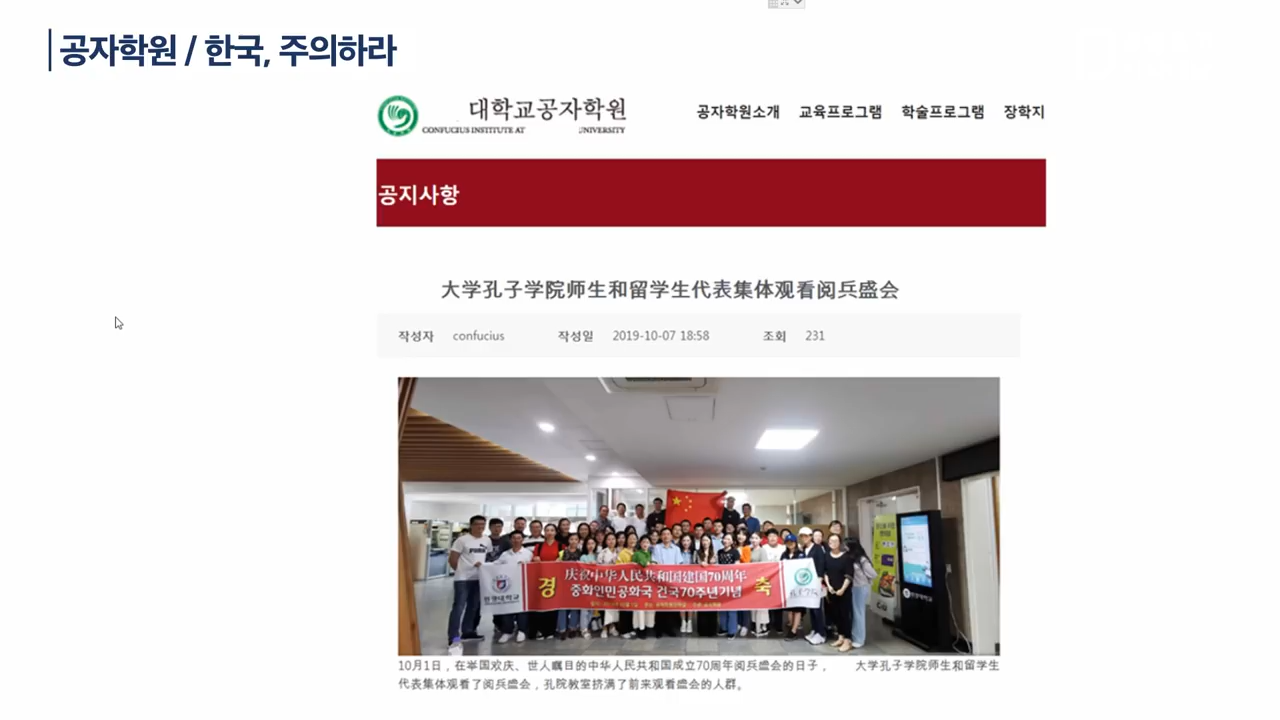 공자학원 / 한국, 주의하라
대학교공자학원
CONFUCIUS INSTITUTE AT UNIVERSITY
공자학원소개 교육프로그램 학술프로그램 장학지
공지사항
大学孔子学院师生和留学生代表集体观看阅兵盛会
작성자 confucius 작성일 2019-10-07 18:58 조회 231
庆祝中华人民共和国建国70周年
경 축
중화인민공화국 건국70주년기념
10月1日，在举国欢庆、世人瞩目的中华人民共和国成立70周年阅兵盛会的日子， 大学孔子学院师生和留学生
代表集体观看了阅兵盛会，孔院教室挤满了前来观看盛会的人群。